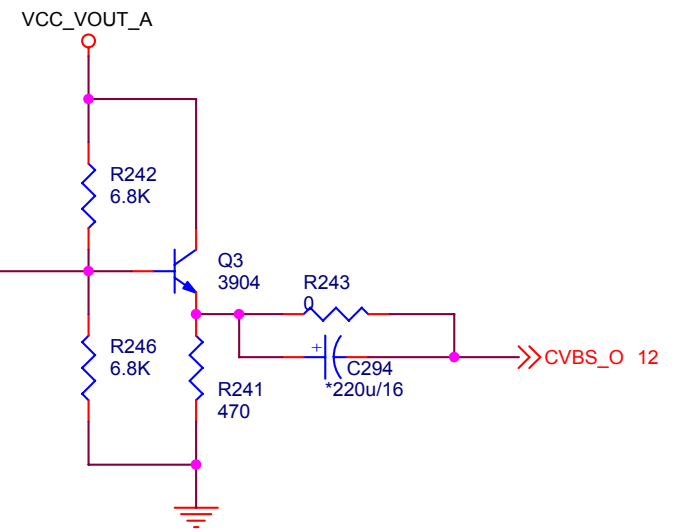 VCC_VOUT_A
R242
6.8K
Q3
3904
R243
0
R246
6.8K
+
C294
*220u/16
CVBS_O 12
R241
470